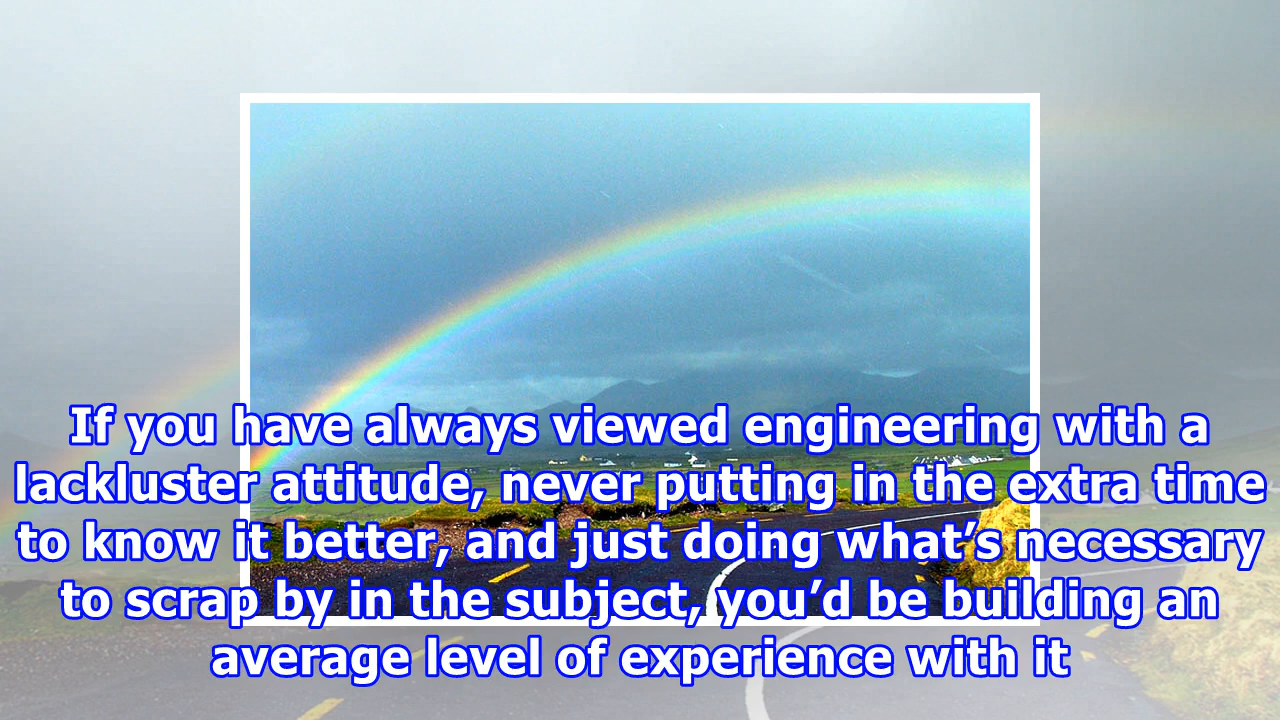 If you have always viewed engineering with a
lackluster attitude, never putting in the extra time
to know it better, and just doing what’s necessary
to scrap by in the subject, you’d be building an
average level of experience with it